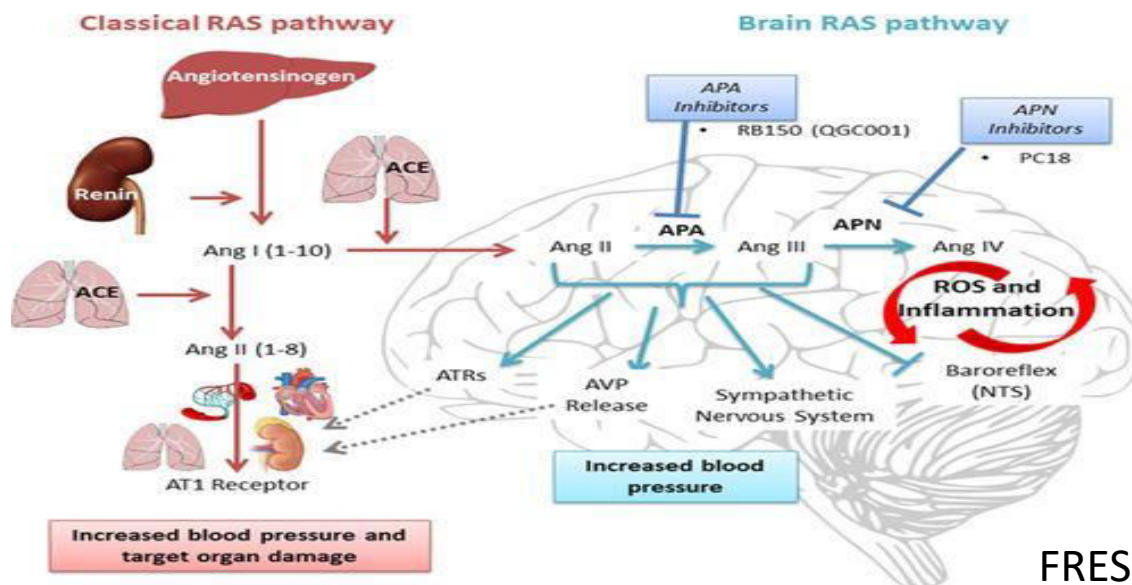 Classical RAS pathway
Brain RAS pathway
Angiotensinogen
Renin
ACE
Ang I (1-10)
ACE
Ang II (1-8)
AT1 Receptor
Increased blood pressure and
target organ damage
APA
Inhibitors
• RB150 (QGC001)
APN
Inhibitors
• PC18
Ang II
APA
Ang III
APN
Ang IV
ROS and
Inflammation
ATRs
AVP
Release
Sympathetic
Nervous System
Baroreflex
(NTS)
Increased blood
pressure
FRES